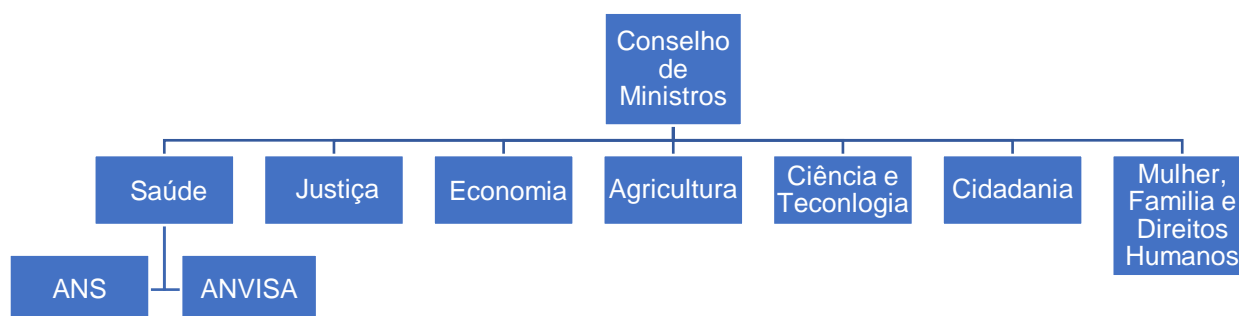 Conselho
de
Ministros
Saúde
Justiça
Economia
Agricultura
Ciência e
Teconlogia
Cidadania
Mulher,
Familia e
Direitos
Humanos
ANS
ANVISA